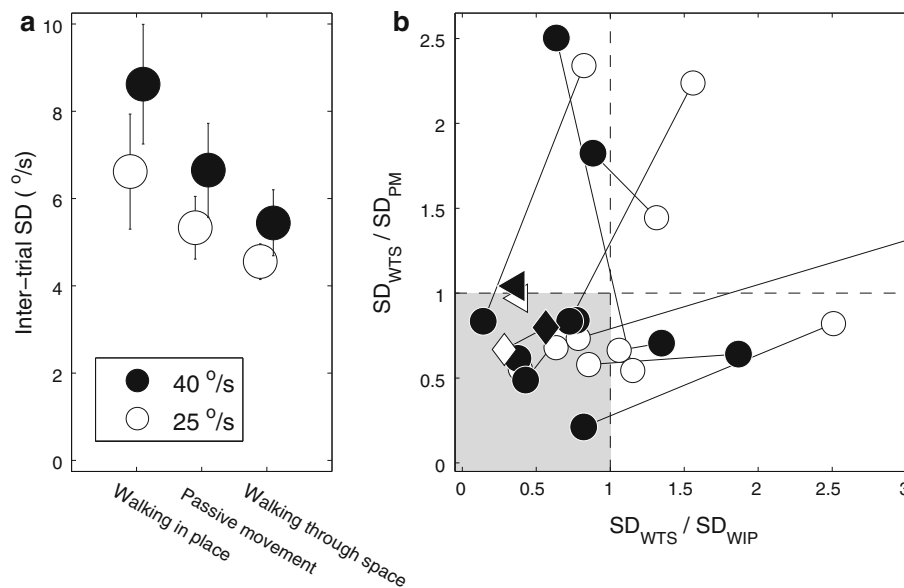 a
Inter-trial SD (°/s)
10
8
6
4
2
0
40 °/s
25 °/s
Walking in place
Passive movement
Walking through space
b
SD_WTS / SD_PM
2.5
2
1.5
1
0.5
0
0
0.5
1
1.5
2
2.5
3
SD_WTS / SD_WIP